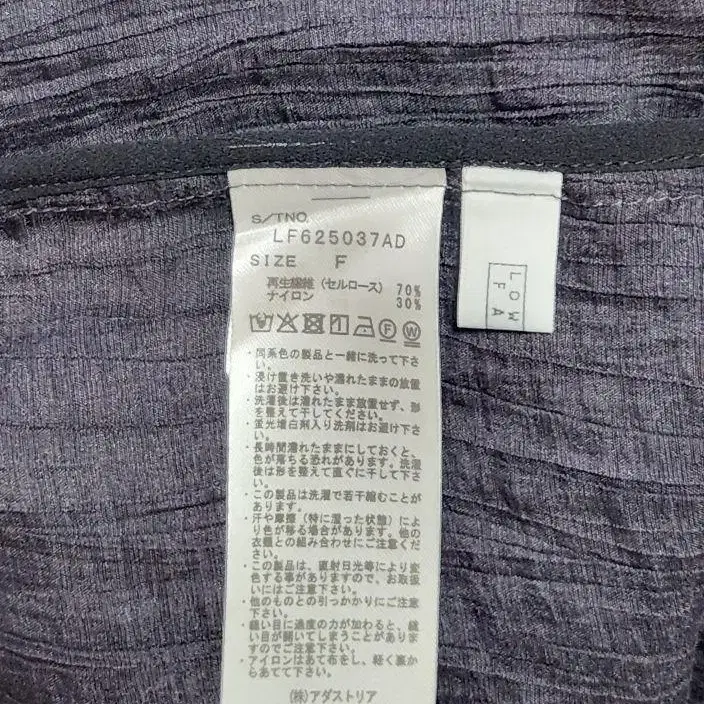 S/TNO.
LF625037AD
SIZE F
再生繊維（セルロース） 70%
ナイロン 30%
・同系色の製品と一緒に洗って下さ
い。
・浸け置き洗いや濡れたままの放置
はお避け下さい。
・洗濯後は濡れたまま放置せず、形
を整えて干してください。
・蛍光増白剤入り洗剤はお避け下さ
い。
・長時間濡れたままにしておくと、
色が落ちる恐れがあります。洗濯
後は形を整えて直ぐに干して下さ
い。
・この製品は洗濯で若干縮むことが
あります。
・汗や摩擦（特に湿った状態）によ
り色が移る場合があります。他の
衣類との組み合わせにご注意くだ
さい。
・この製品は、直射日光等により変
色する事がありますので、お取扱
いにはご注意下さい。
・他のものとの引っかかりにご注意
下さい。
・縫い目に過度の力が加わると、縫
い目が開いてしまうことがありま
すのでご注意下さい。
・アイロンはあて布をし、軽く裏か
らあてて下さい。
(株)アダストリア
LOW
FA